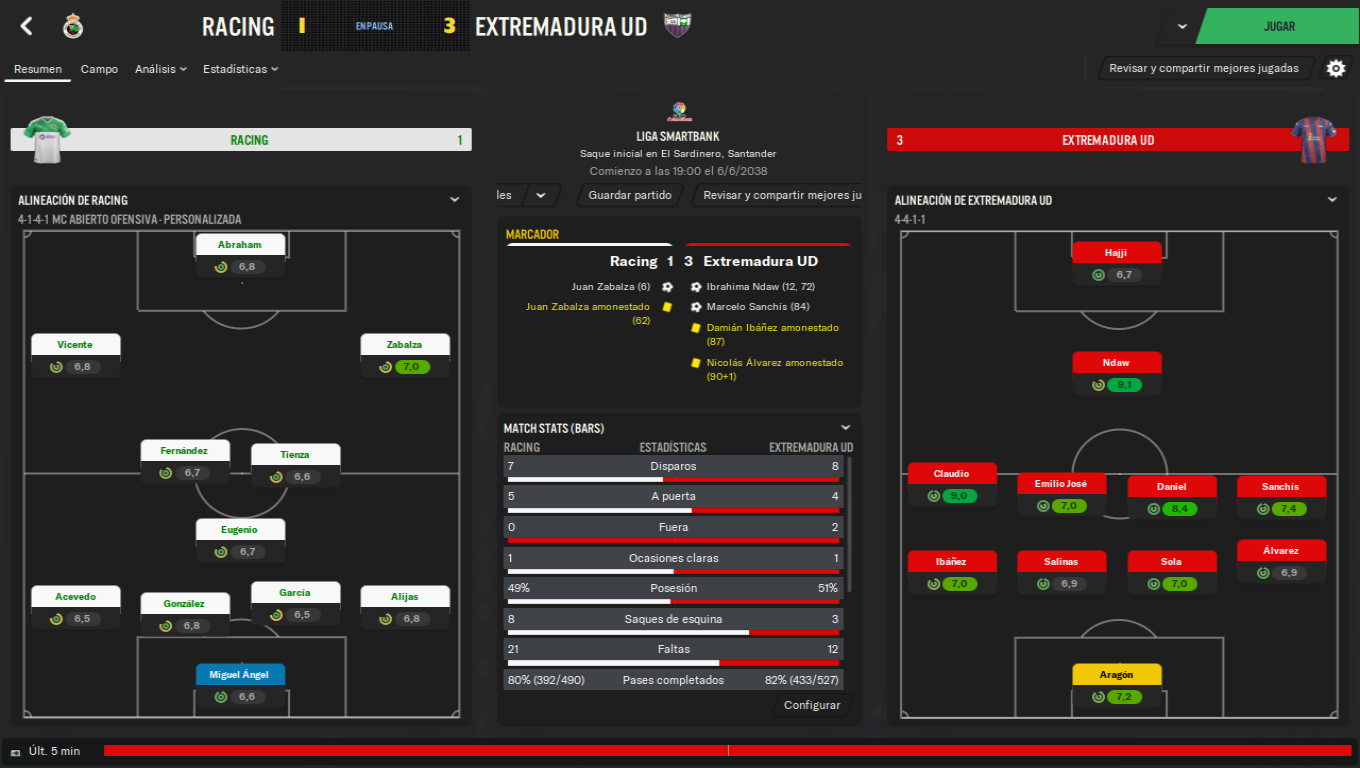 RACING
1
EN PAUSA
3
EXTREMADURA UD
JUGAR
Resumen
Campo
Análisis
Estadísticas
Revisar y compartir mejores jugadas
RACING
1
LIGA SMARTBANK
Saque inicial en El Sardinero, Santander
Comienzo a las 19:00 el 6/6/2038
les
Guardar partido
Revisar y compartir mejores ju
3
EXTREMADURA UD
ALINEACIÓN DE RACING
4-1-4-1 MC ABIERTO OFENSIVA - PERSONALIZADA
Abraham
6,8
Vicente
6,8
Zabalza
7,0
Fernández
6,7
Tienza
6,6
Eugenio
6,7
Acevedo
6,5
González
6,8
García
6,5
Alijas
6,8
Miguel Ángel
6,6
MARCADOR
Racing 1 3 Extremadura UD
Juan Zabalza (6)
Juan Zabalza amonestado
(62)
Ibrahima Ndaw (12, 72)
Marcelo Sanchís (84)
Damián Ibáñez amonestado
(87)
Nicolás Álvarez amonestado
(90+1)
MATCH STATS (BARS)
RACING ESTADÍSTICAS EXTREMADURA UD
7 Disparos 8
5 A puerta 4
0 Fuera 2
1 Ocasiones claras 1
49% Posesión 51%
8 Saques de esquina 3
21 Faltas 12
80% (392/490) Pases completados 82% (433/527)
Configurar
ALINEACIÓN DE EXTREMADURA UD
4-4-1-1
Hajji
6,7
Ndaw
9,1
Claudio
9,0
Emilio José
7,0
Daniel
8,4
Sanchís
7,4
Ibáñez
7,0
Salinas
6,9
Sola
7,0
Álvarez
6,9
Aragón
7,2
Últ. 5 min